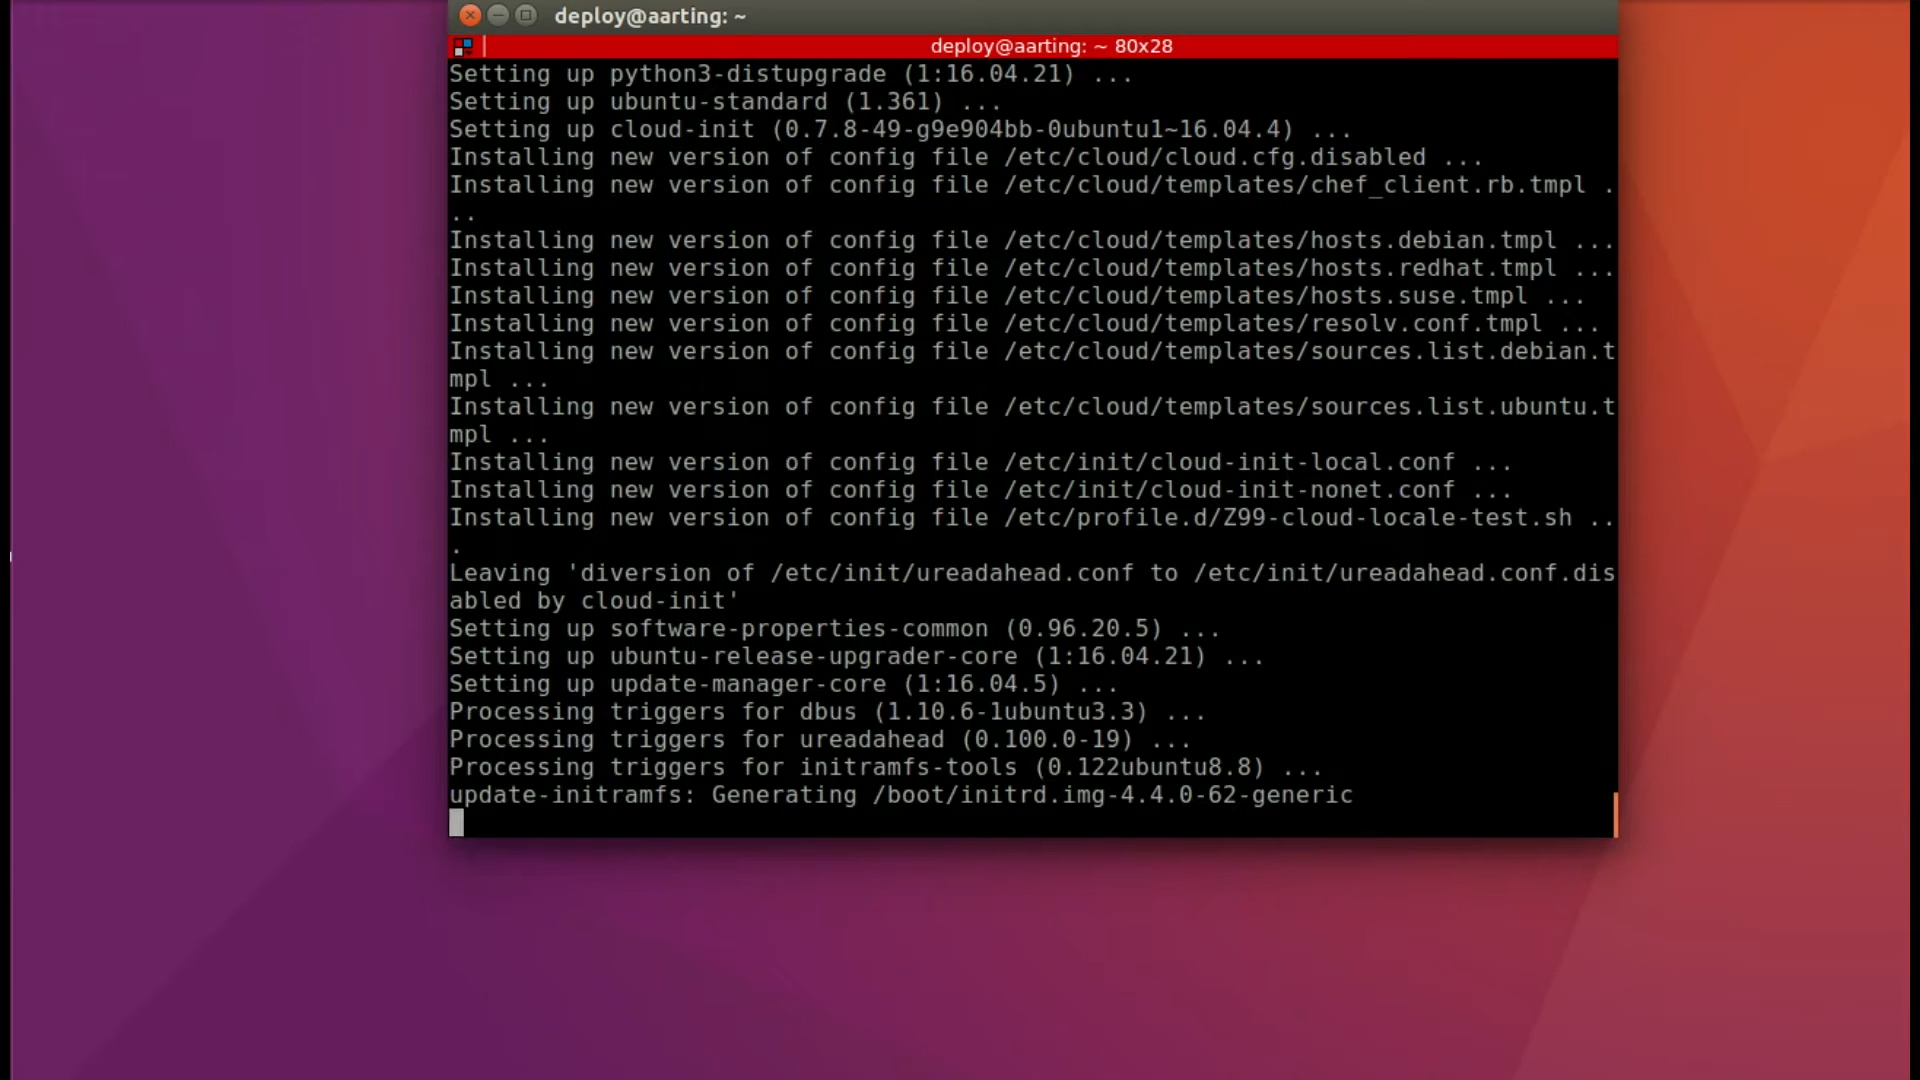 deploy@aarting: ~
deploy@aarting: ~ 80x28
Setting up python3-distupgrade (1:16.04.21) ...
Setting up ubuntu-standard (1.361) ...
Setting up cloud-init (0.7.8-49-g9e904bb-0ubuntu1~16.04.4) ...
Installing new version of config file /etc/cloud/cloud.cfg.disabled ...
Installing new version of config file /etc/cloud/templates/chef_client.rb.tmpl .
..
Installing new version of config file /etc/cloud/templates/hosts.debian.tmpl ...
Installing new version of config file /etc/cloud/templates/hosts.redhat.tmpl ...
Installing new version of config file /etc/cloud/templates/hosts.suse.tmpl ...
Installing new version of config file /etc/cloud/templates/resolv.conf.tmpl ...
Installing new version of config file /etc/cloud/templates/sources.list.debian.t
mpl ...
Installing new version of config file /etc/cloud/templates/sources.list.ubuntu.t
mpl ...
Installing new version of config file /etc/init/cloud-init-local.conf ...
Installing new version of config file /etc/init/cloud-init-nonet.conf ...
Installing new version of config file /etc/profile.d/Z99-cloud-locale-test.sh ..
.
Leaving 'diversion of /etc/init/ureadahead.conf to /etc/init/ureadahead.conf.dis
abled by cloud-init'
Setting up software-properties-common (0.96.20.5) ...
Setting up ubuntu-release-upgrader-core (1:16.04.21) ...
Setting up update-manager-core (1:16.04.5) ...
Processing triggers for dbus (1.10.6-1ubuntu3.3) ...
Processing triggers for ureadahead (0.100.0-19) ...
Processing triggers for initramfs-tools (0.122ubuntu8.8) ...
update-initramfs: Generating /boot/initrd.img-4.4.0-62-generic